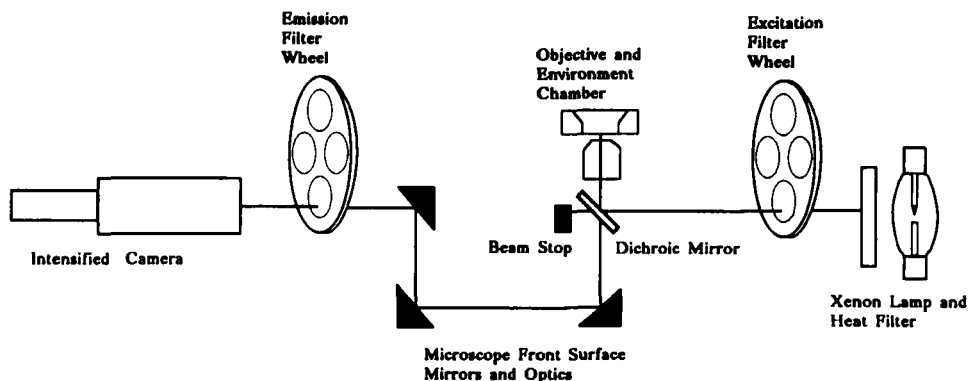 Emission
Filter
Wheel
Objective and
Environment
Chamber
Excitation
Filter
Wheel
Intensified Camera
Beam Stop
Dichroic Mirror
Xenon Lamp and
Heat Filter
Microscope Front Surface
Mirrors and Optics